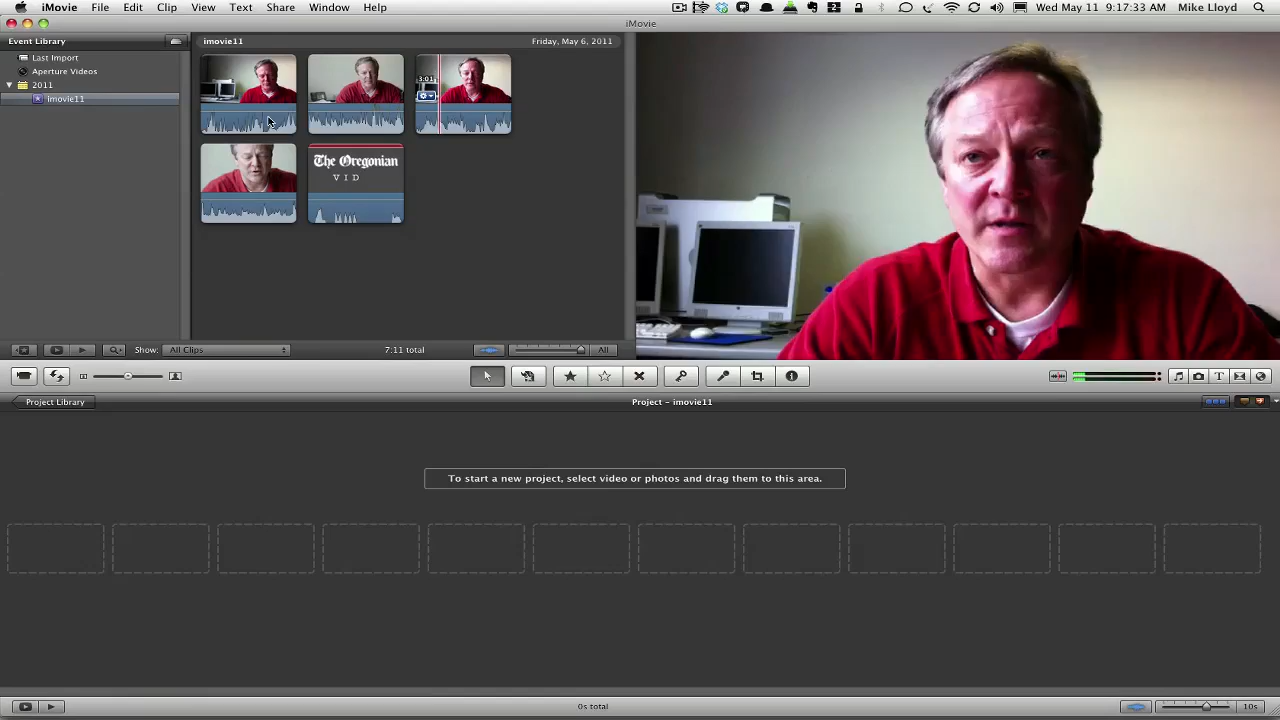 iMovie File Edit Clip View Text Share Window Help 2 Wed May 11 9:17:33 AM Mike Lloyd
iMovie
Event Library
imovie11 Friday, May 6, 2011
Last Import
Aperture Videos
2011
imovie11
3:01
The Oregonian
VID
Show: All Clips 7:11 total All
Project Library Project – imovie11
To start a new project, select video or photos and drag them to this area.
0s total 10s